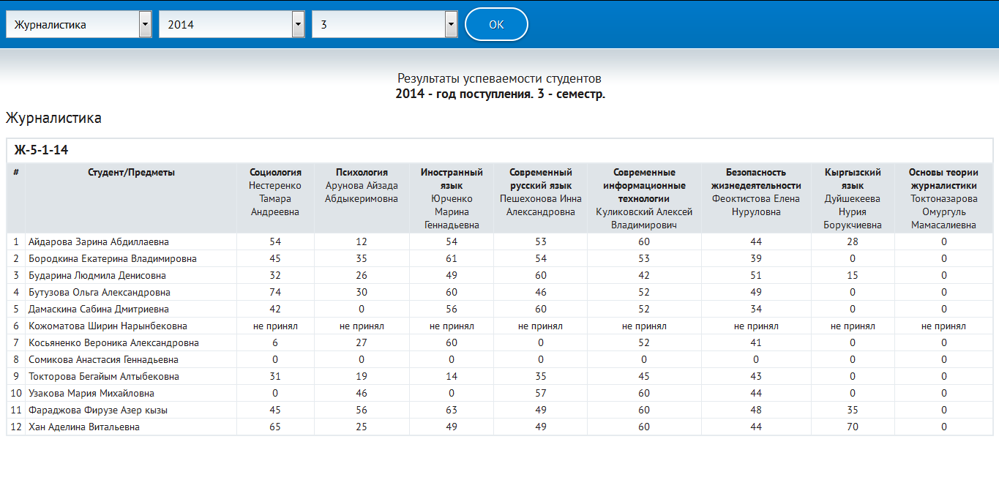 Журналистика 2014 3 OK
Результаты успеваемости студентов
2014 - год поступления. 3 - семестр.
Журналистика
Ж-5-1-14
# Студент/Предметы Социология Нестеренко Тамара Андреевна Психология Арунова Айзада Абдыкеримовна Иностранный язык Юрченко Марина Геннадьевна Современный русский язык Пешехонова Инна Александровна Современные информационные технологии Куликовский Алексей Владимирович Безопасность жизнедеятельности Феоктистова Елена Нуруловна Кыргызский язык Дуйшекеева Нурия Борукчиевна Основы теории журналистики Токтоназарова Омургуль Мамасалиевна
1 Айдарова Зарина Абдиллаевна 54 12 54 53 60 44 28 0
2 Бородкина Екатерина Владимировна 45 35 61 54 53 39 0 0
3 Бударина Людмила Денисовна 32 26 49 60 42 51 15 0
4 Бутузова Ольга Александровна 74 30 60 46 52 49 0 0
5 Дамаскина Сабина Дмитриевна 42 0 56 60 52 34 0 0
6 Кожоматова Ширин Нарынбековна не принял не принял не принял не принял не принял не принял не принял не принял
7 Косьяненко Вероника Александровна 6 27 60 0 52 41 0 0
8 Сомикова Анастасия Геннадьевна 0 0 0 0 0 0 0 0
9 Токторова Бегайым Алтыбековна 31 19 14 35 45 43 0 0
10 Узакова Мария Михайловна 0 46 0 57 60 44 0 0
11 Фараджова Фирузе Азер кызы 45 56 63 49 60 48 35 0
12 Хан Аделина Витальевна 65 25 49 49 60 44 70 0